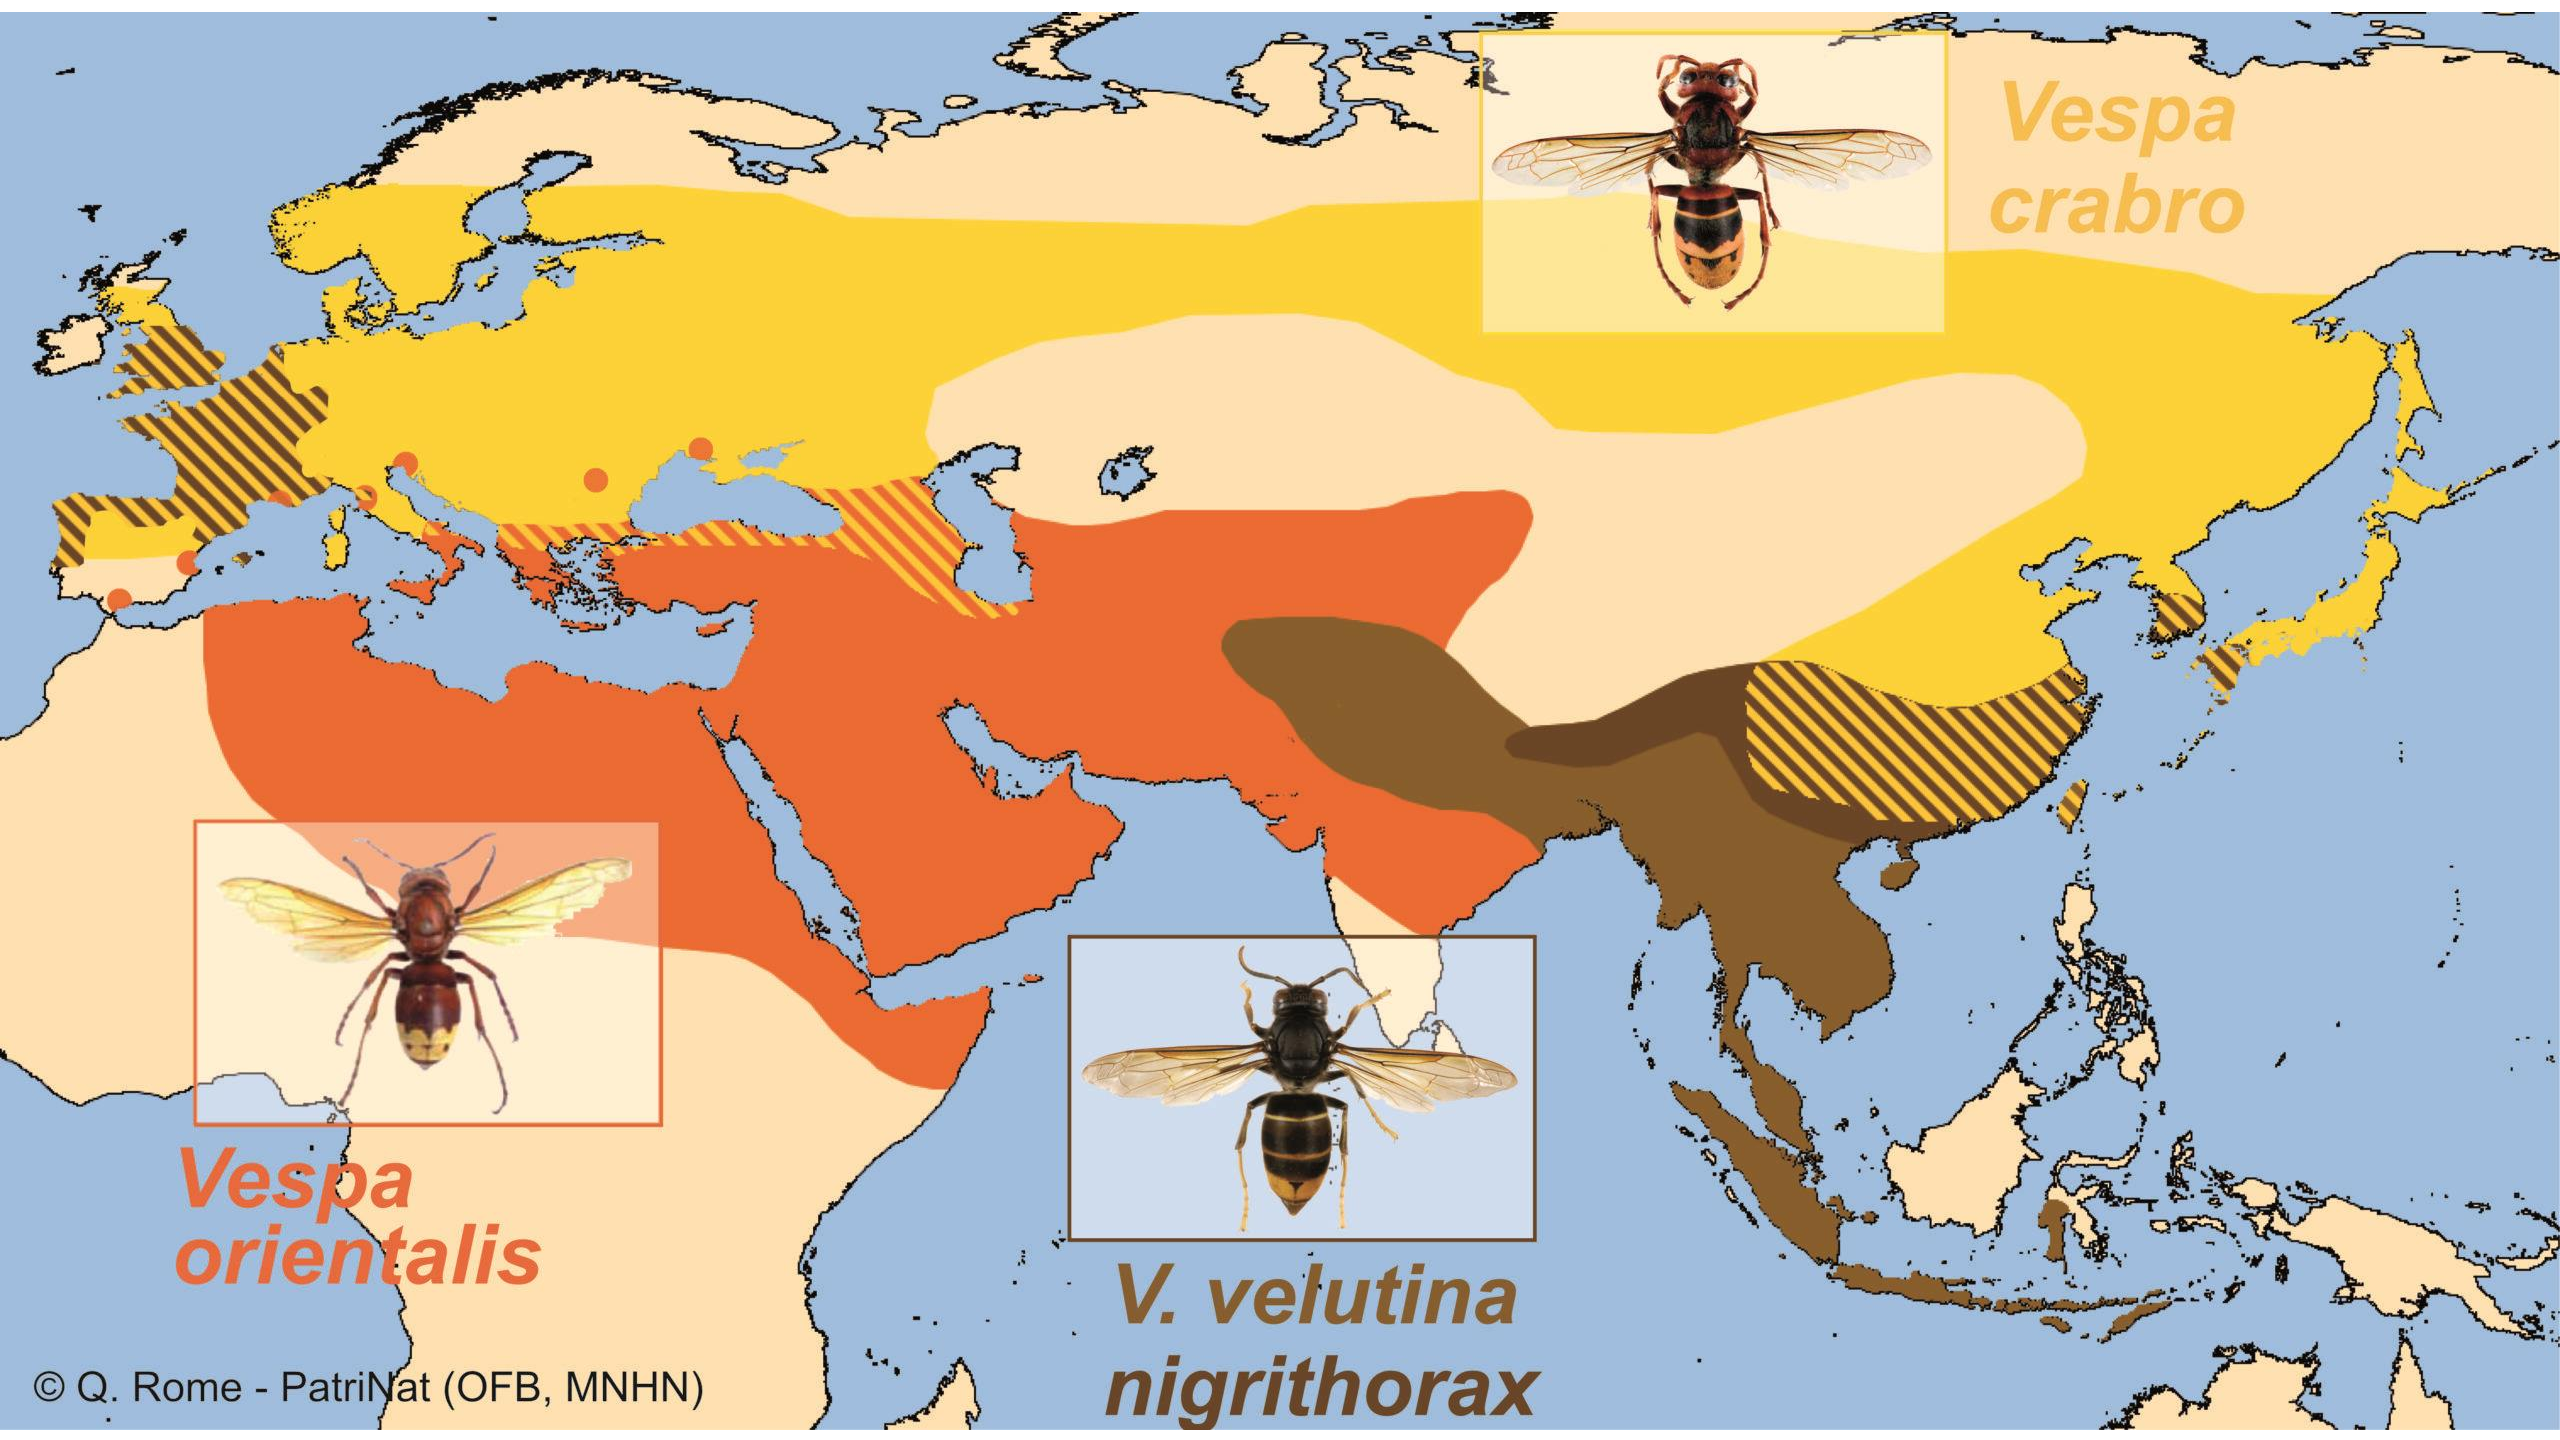 Vespa
crabro
Vespa
orientalis
V. velutina
nigrithorax
© Q. Rome - PatriNat (OFB, MNHN)